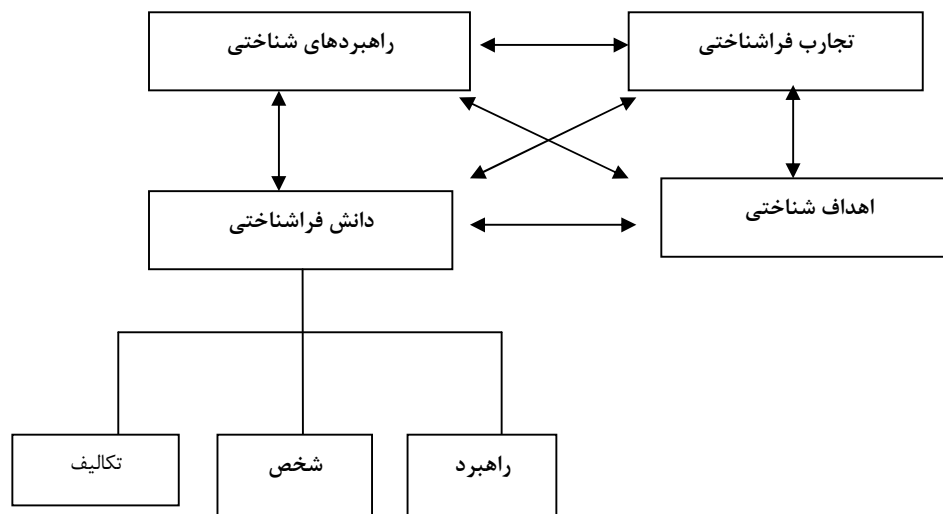 تجارب فراشناختی
راهبردهای شناختی
اهداف شناختی
دانش فراشناختی
راهبرد
شخص
تکالیف